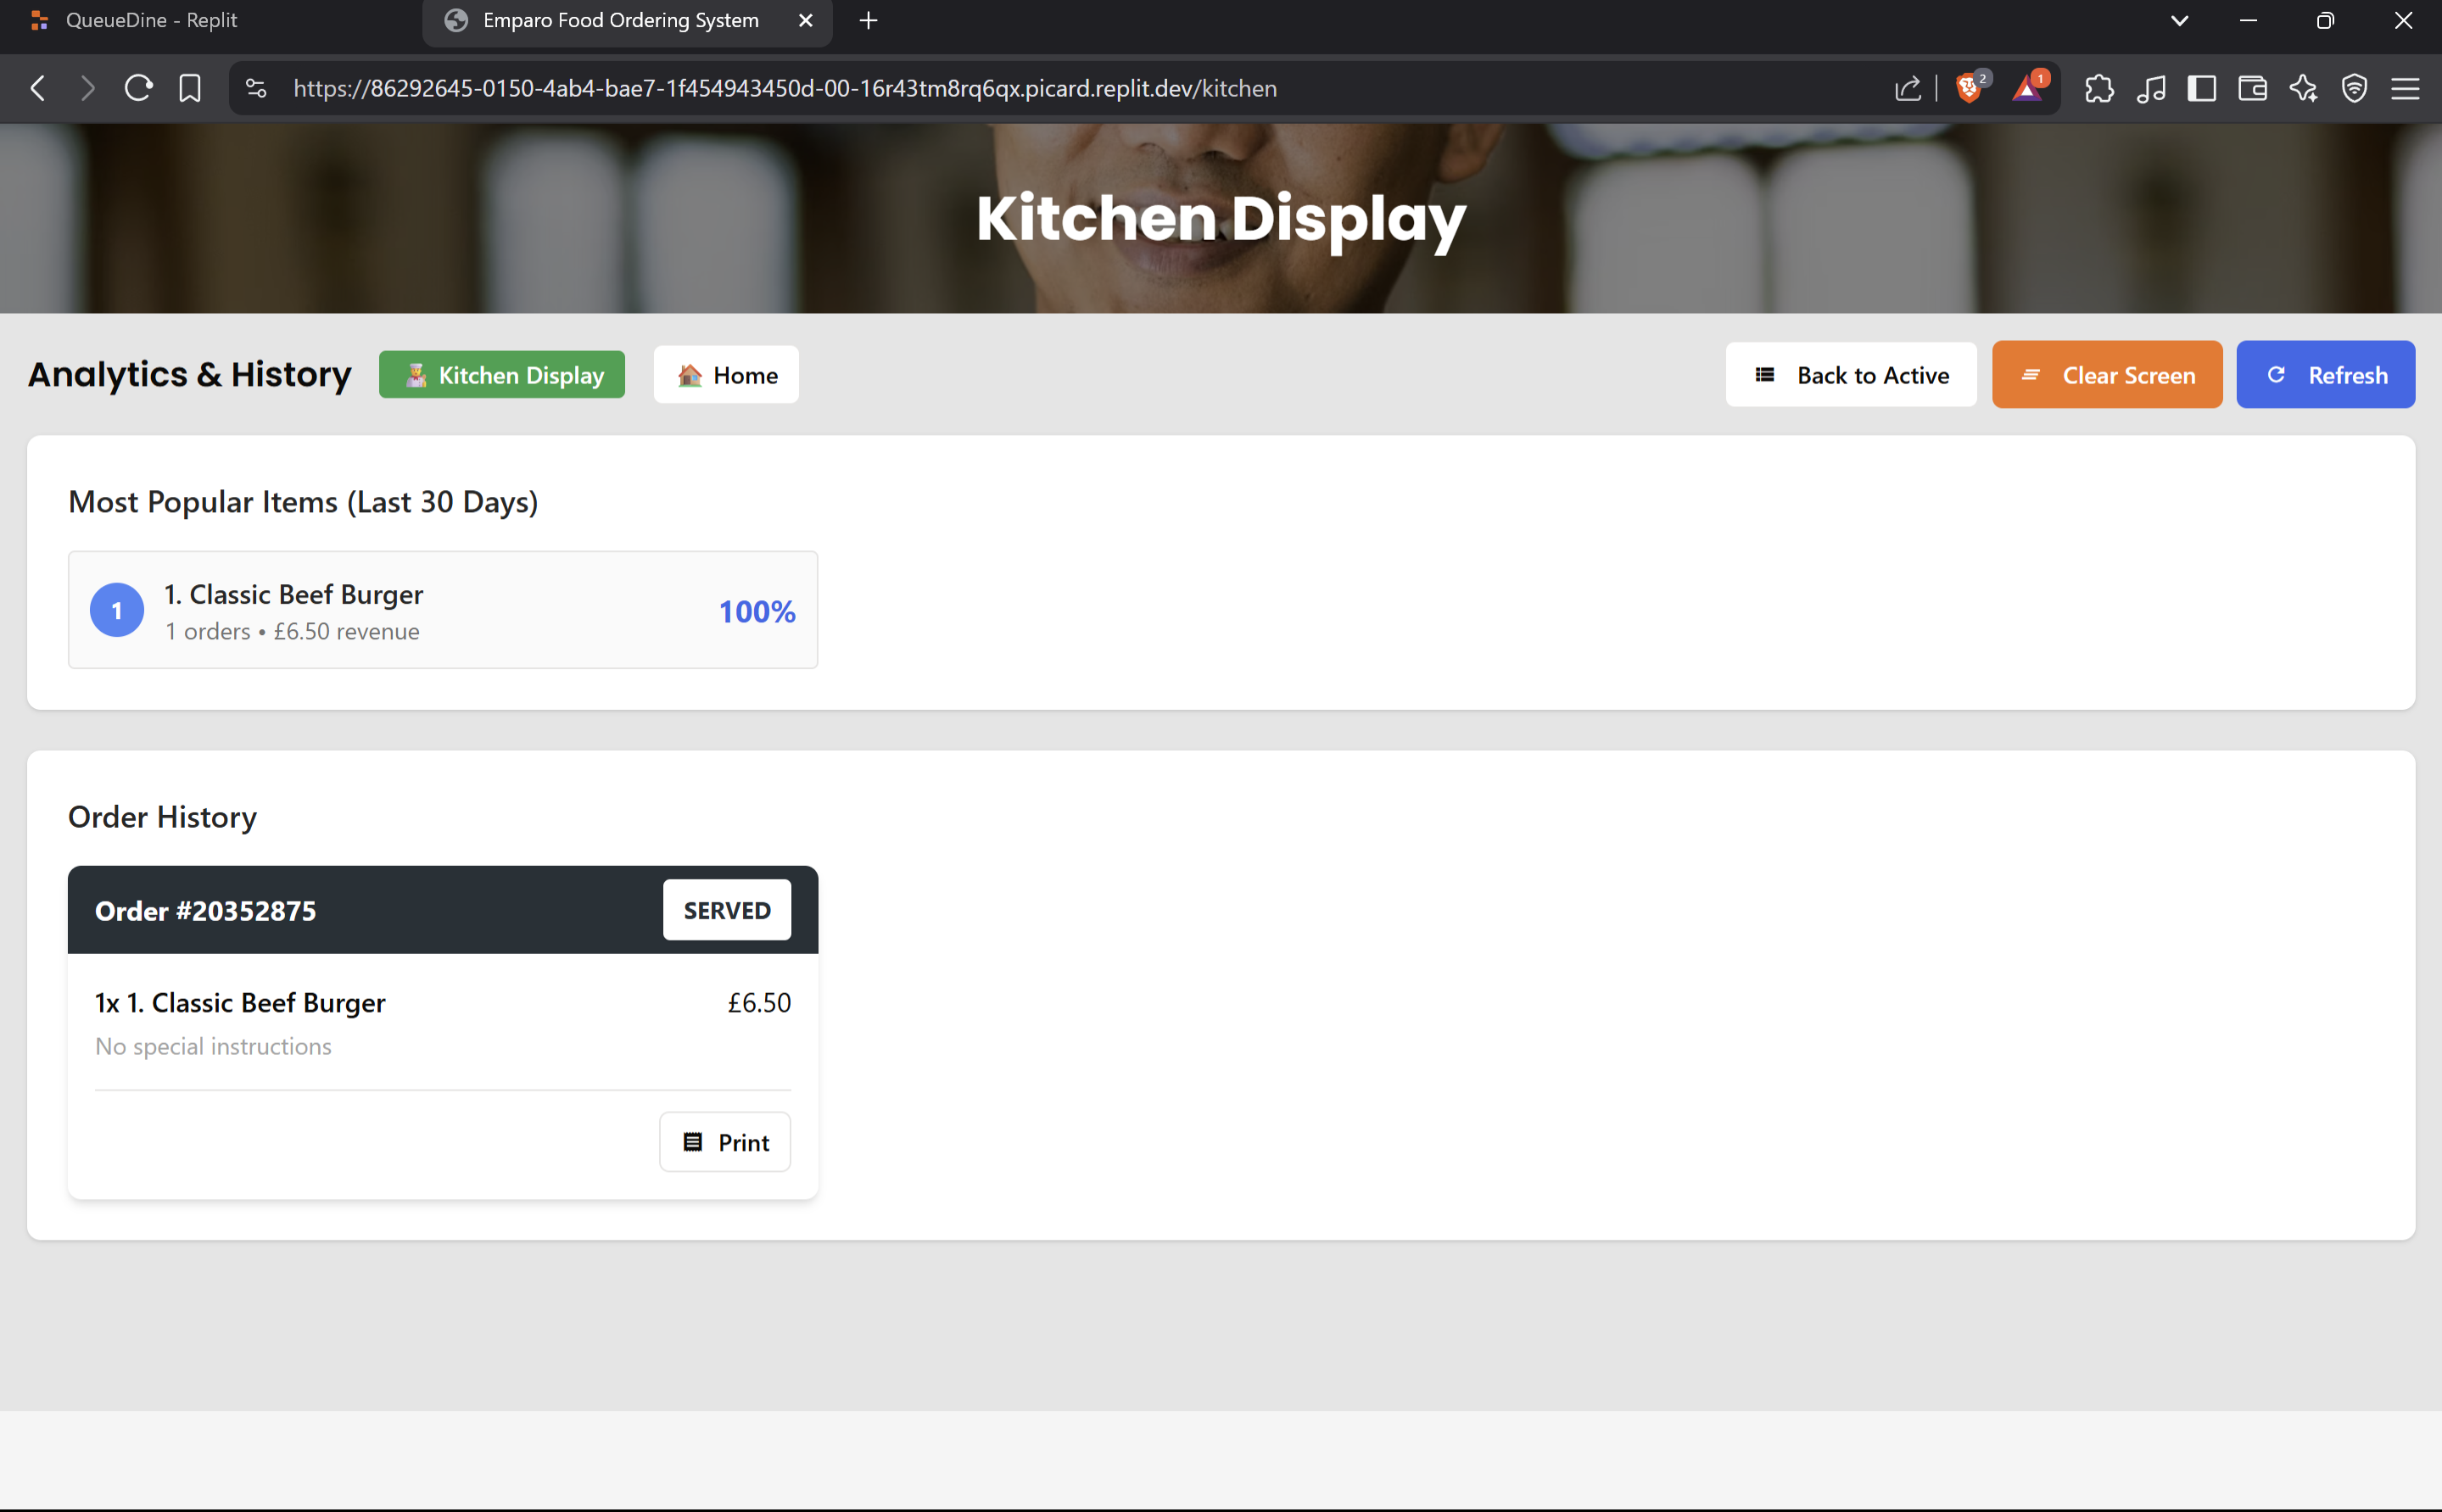 QueueDine - Replit
Emparo Food Ordering System
https://86292645-0150-4ab4-bae7-1f454943450d-00-16r43tm8rq6qx.picard.replit.dev/kitchen
2
1
Kitchen Display
Analytics & History
Kitchen Display
Home
Back to Active
Clear Screen
Refresh
Most Popular Items (Last 30 Days)
1
1. Classic Beef Burger
1 orders • £6.50 revenue
100%
Order History
Order #20352875
SERVED
1x 1. Classic Beef Burger
£6.50
No special instructions
Print